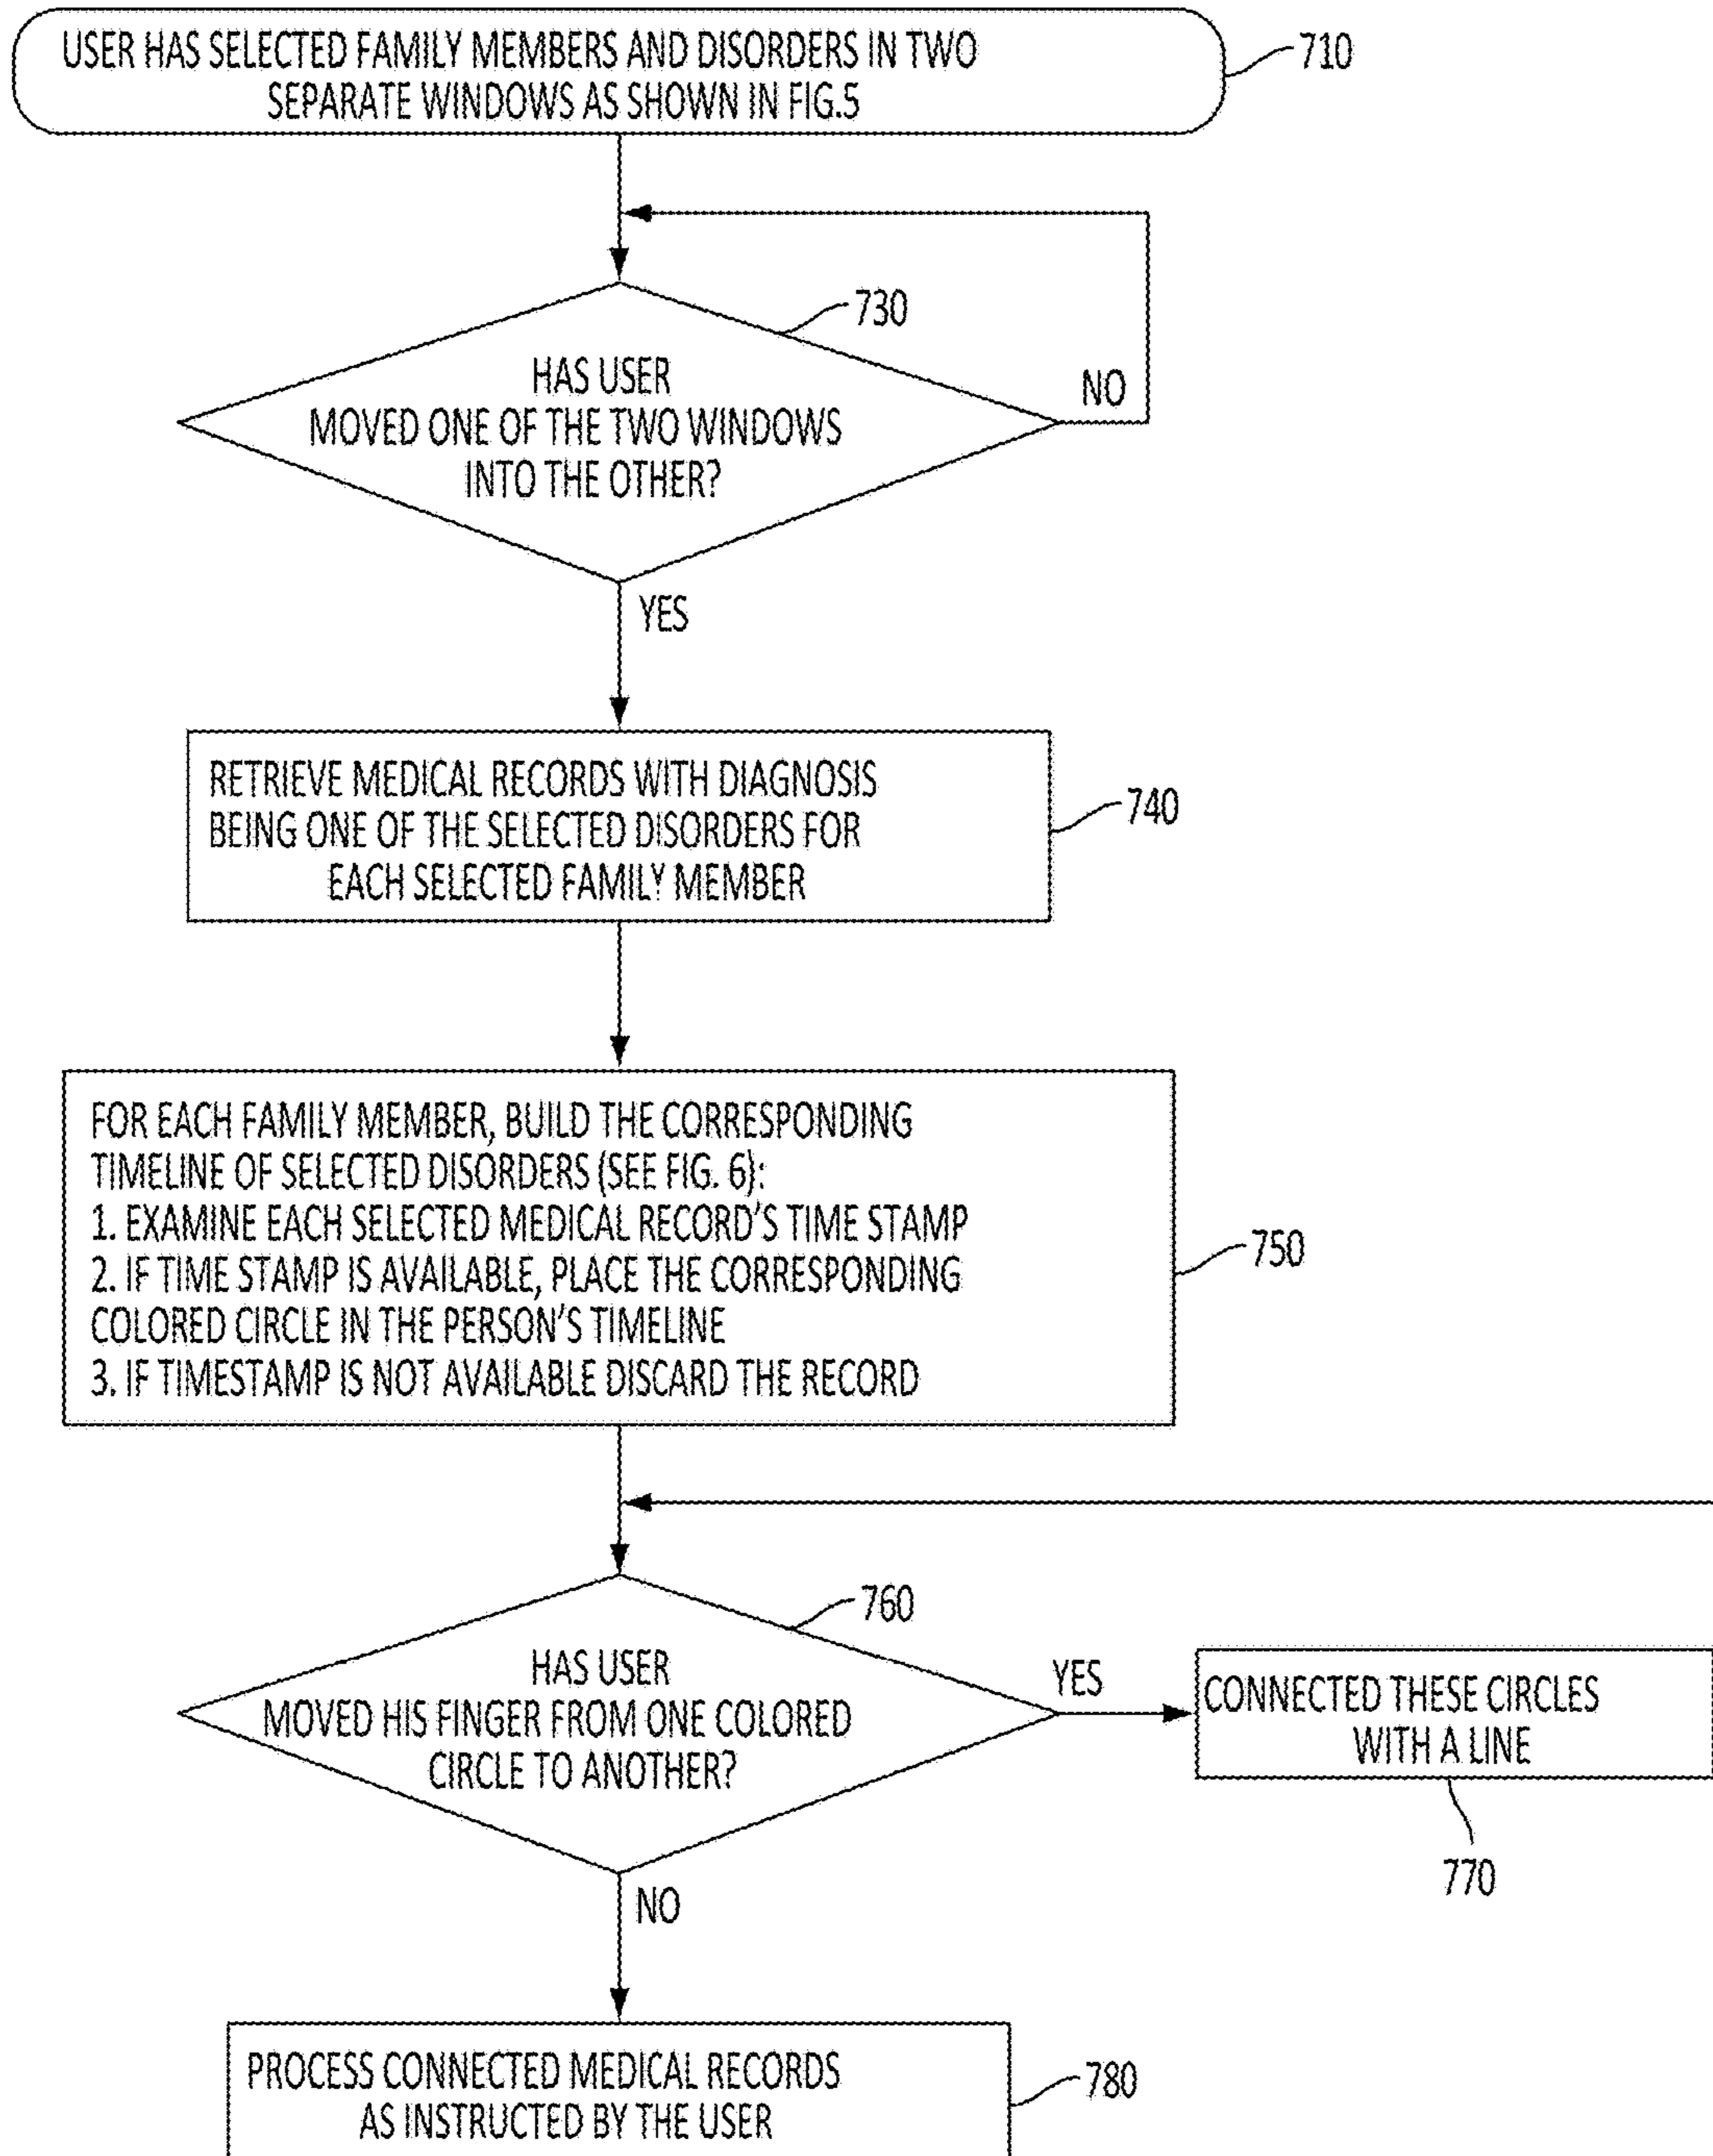 USER HAS SELECTED FAMILY MEMBERS AND DISORDERS IN TWO
SEPARATE WINDOWS AS SHOWN IN FIG.5
710
730
HAS USER
MOVED ONE OF THE TWO WINDOWS
INTO THE OTHER?
NO
YES
RETRIEVE MEDICAL RECORDS WITH DIAGNOSIS
BEING ONE OF THE SELECTED DISORDERS FOR
EACH SELECTED FAMILY MEMBER
740
FOR EACH FAMILY MEMBER, BUILD THE CORRESPONDING
TIMELINE OF SELECTED DISORDERS (SEE FIG. 6):
1. EXAMINE EACH SELECTED MEDICAL RECORD'S TIME STAMP
2. IF TIME STAMP IS AVAILABLE, PLACE THE CORRESPONDING
COLORED CIRCLE IN THE PERSON'S TIMELINE
3. IF TIMESTAMP IS NOT AVAILABLE DISCARD THE RECORD
750
760
HAS USER
MOVED HIS FINGER FROM ONE COLORED
CIRCLE TO ANOTHER?
YES
CONNECTED THESE CIRCLES
WITH A LINE
770
NO
PROCESS CONNECTED MEDICAL RECORDS
AS INSTRUCTED BY THE USER
780